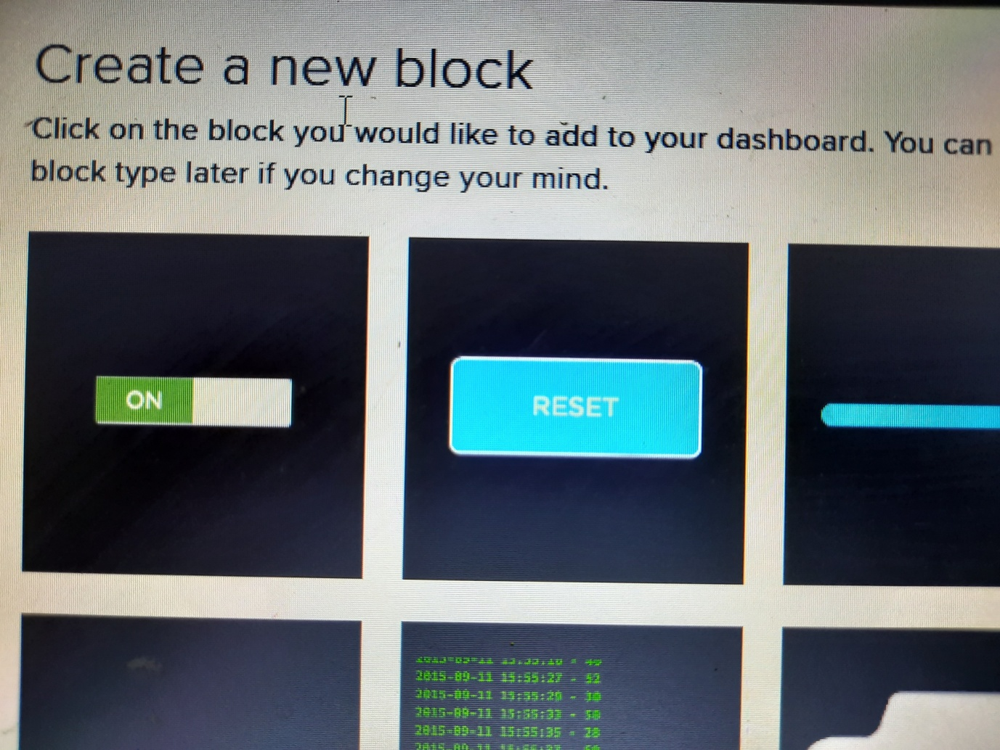 Create a new block
Click on the block you would like to add to your dashboard. You can
block type later if you change your mind.
ON
RESET
2015-09-11 15:55:27 - 52
2015-09-11 15:55:29 - 30
2015-09-11 15:55:33 - 50
2015-09-11 15:55:35 - 28